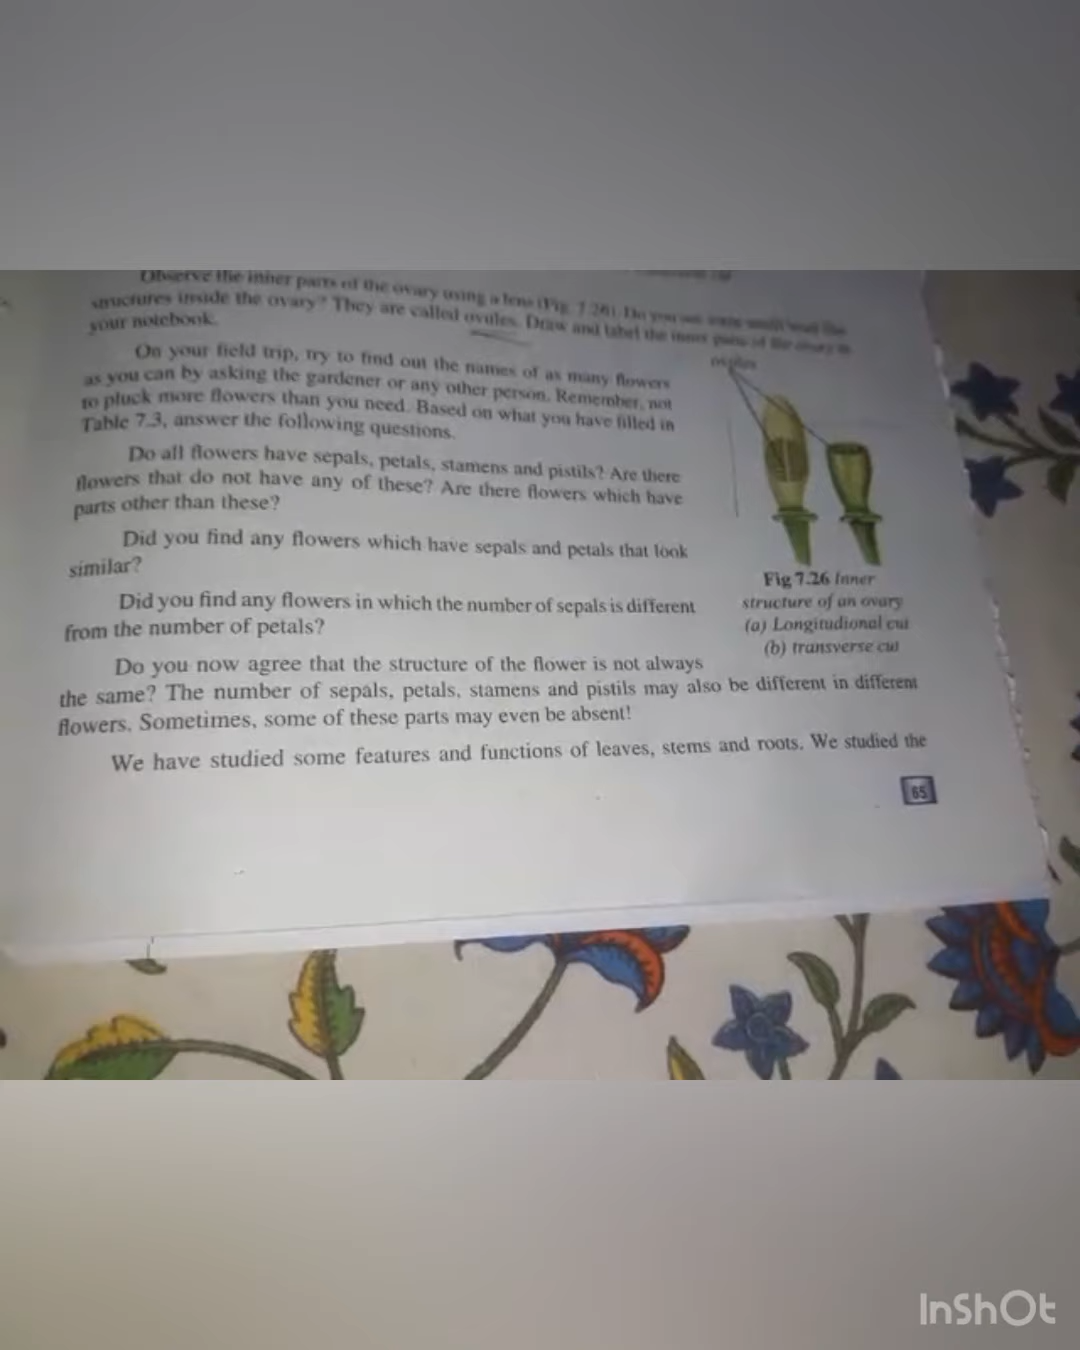 Observe the inner parts of the ovary using a lens (Fig. 7.26). Do you see some small bead like
structures inside the ovary? They are called ovules. Draw and label the inner parts of the ovary in
your notebook.
On your field trip, try to find out the names of as many flowers
as you can by asking the gardener or any other person. Remember, not
to pluck more flowers than you need. Based on what you have filled in
Table 7.3, answer the following questions.
ovules
Do all flowers have sepals, petals, stamens and pistils? Are there
flowers that do not have any of these? Are there flowers which have
parts other than these?
Did you find any flowers which have sepals and petals that look
similar?
Did you find any flowers in which the number of sepals is different
from the number of petals?
Fig 7.26 Inner
structure of an ovary
(a) Longitudional cut
(b) transverse cut
Do you now agree that the structure of the flower is not always
the same? The number of sepals, petals, stamens and pistils may also be different in different
flowers. Sometimes, some of these parts may even be absent!
We have studied some features and functions of leaves, stems and roots. We studied the
65
InShOt